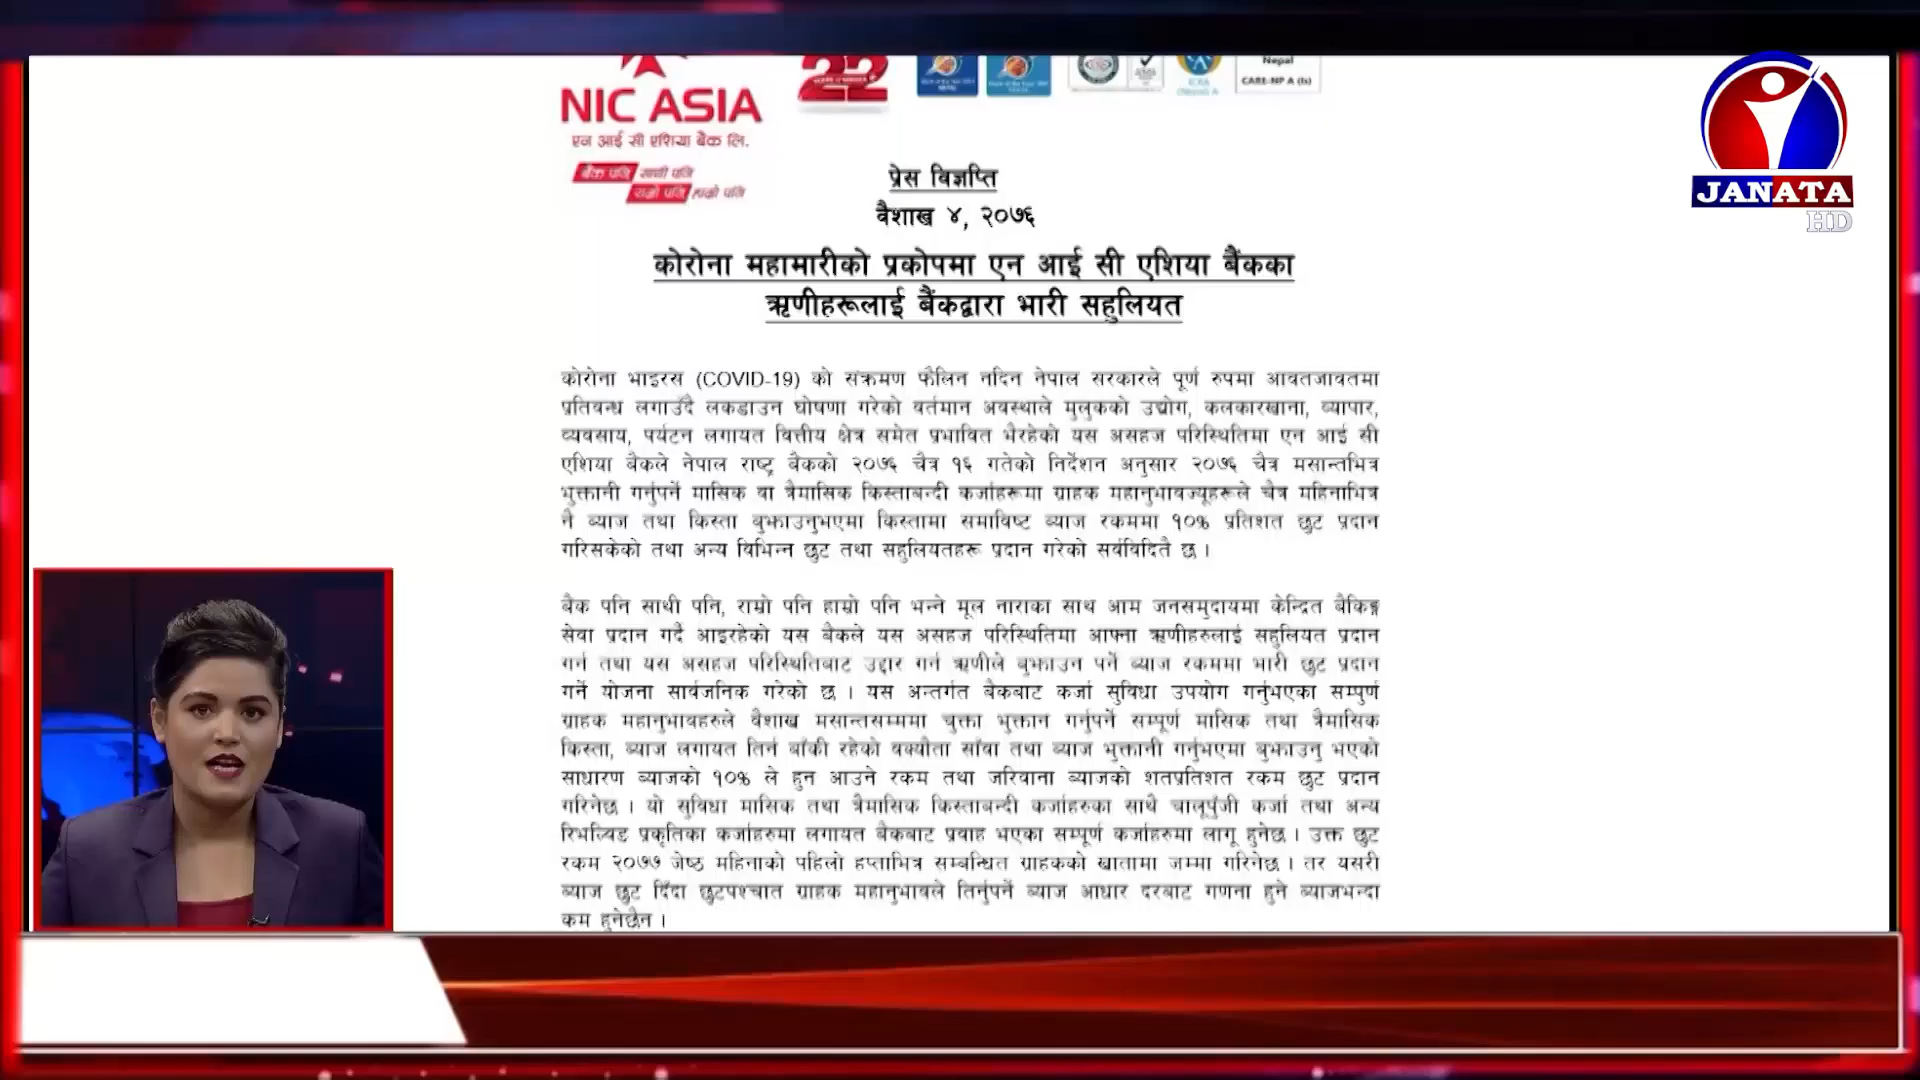 NIC ASIA
एन आई सी एशिया बैंक लि.
बैंक पनि साथी पनि
राम्रो पनि हाम्रो पनि
22
Nepal
CARE-NP A (Is)
JANATA
HD
प्रेस विज्ञप्ति
वैशाख ४, २०७६
कोरोना महामारीको प्रकोपमा एन आई सी एशिया बैंकका
ऋणीहरूलाई बैंकद्वारा भारी सहुलियत
कोरोना भाइरस (COVID-19) को संक्रमण फैलिन नदिन नेपाल सरकारले पूर्ण रुपमा आवतजावतमा
प्रतिबन्ध लगाउँदै लकडाउन घोषणा गरेको वर्तमान अवस्थाले मुलुकको उद्योग, कलकारखाना, व्यापार,
व्यवसाय, पर्यटन लगायत वित्तीय क्षेत्र समेत प्रभावित भैरहेको यस असहज परिस्थितिमा एन आई सी
एशिया बैंकले नेपाल राष्ट्र बैंकको २०७६ चैत्र १६ गतेको निर्देशन अनुसार २०७६ चैत्र मसान्तभित्र
भुक्तानी गर्नुपर्ने मासिक वा त्रैमासिक किस्ताबन्दी कर्जाहरूमा ग्राहक महानुभावज्यूहरूले चैत्र महिनाभित्र
नै ब्याज तथा किस्ता बुझाउनुभएमा किस्तामा समाविष्ट ब्याज रकममा १०% प्रतिशत छुट प्रदान
गरिसकेको तथा अन्य विभिन्न छुट तथा सहुलियतहरू प्रदान गरेको सर्वविदितै छ ।
बैंक पनि साथी पनि, राम्रो पनि हाम्रो पनि भन्ने मूल नाराका साथ आम जनसमुदायमा केन्द्रित बैंकिङ्ग
सेवा प्रदान गर्दै आइरहेको यस बैंकले यस असहज परिस्थितिमा आफ्ना ऋणीहरुलाई सहुलियत प्रदान
गर्न तथा यस असहज परिस्थितिबाट उद्दार गर्न ऋणीले बुझाउन पर्ने ब्याज रकममा भारी छुट प्रदान
गर्ने योजना सार्वजनिक गरेको छ । यस अन्तर्गत बैंकबाट कर्जा सुविधा उपयोग गर्नुभएका सम्पुर्ण
ग्राहक महानुभावहरुले वैशाख मसान्तसम्ममा चुक्ता भुक्तान गर्नुपर्ने सम्पूर्ण मासिक तथा त्रैमासिक
किस्ता, ब्याज लगायत तिर्न बाँकी रहेको वक्यौता साँवा तथा ब्याज भुक्तानी गर्नुभएमा बुझाउनु भएको
साधारण ब्याजको १०% ले हुन आउने रकम तथा जरिवाना ब्याजको शतप्रतिशत रकम छुट प्रदान
गरिनेछ । यो सुविधा मासिक तथा त्रैमासिक किस्ताबन्दी कर्जाहरुका साथै चालूपुँजी कर्जा तथा अन्य
रिभल्भिङ प्रकृतिका कर्जाहरुमा लगायत बैंकबाट प्रवाह भएका सम्पूर्ण कर्जाहरुमा लागू हुनेछ । उक्त छुट
रकम २०७७ जेष्ठ महिनाको पहिलो हप्ताभित्र सम्बन्धित ग्राहकको खातामा जम्मा गरिनेछ । तर यसरी
ब्याज छुट दिँदा छुटपश्चात ग्राहक महानुभावले तिर्नुपर्ने ब्याज आधार दरबाट गणना हुने ब्याजभन्दा
कम हुनेछैन ।